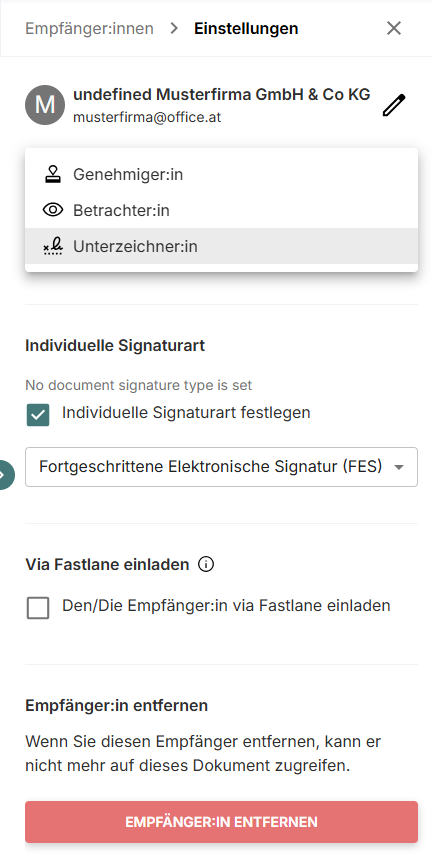 Empfänger:innen > Einstellungen
M
undefined Musterfirma GmbH & Co KG
musterfirma@office.at
Genehmiger:in
Betrachter:in
Unterzeichner:in
Individuelle Signaturart
No document signature type is set
Individuelle Signaturart festlegen
Fortgeschrittene Elektronische Signatur (FES)
Via Fastlane einladen
Den/Die Empfänger:in via Fastlane einladen
Empfänger:in entfernen
Wenn Sie diesen Empfänger entfernen, kann er
nicht mehr auf dieses Dokument zugreifen.
EMPFÄNGER:IN ENTFERNEN